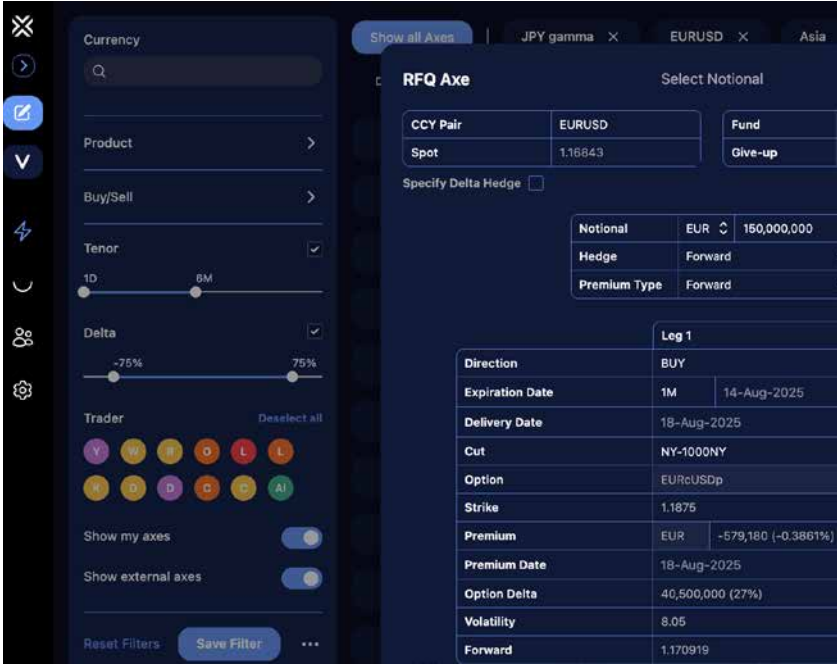 Currency
Product
Buy/Sell
Tenor
1D 6M
Delta
-75% 75%
Trader Deselect all
Y W R O L L
K D D C C AI
Show my axes
Show external axes
Reset Filters Save Filter ...
Show all Axes JPY gamma × EURUSD × Asia
RFQ Axe Select Notional
CCY Pair EURUSD Fund
Spot 1.16843 Give-up
Specify Delta Hedge
Notional EUR 150,000,000
Hedge Forward
Premium Type Forward
Leg 1
Direction BUY
Expiration Date 1M 14-Aug-2025
Delivery Date 18-Aug-2025
Cut NY-1000NY
Option EURcUSDp
Strike 1.1875
Premium EUR -579,180 (-0.3861%)
Premium Date 18-Aug-2025
Option Delta 40,500,000 (27%)
Volatility 8.05
Forward 1.170919